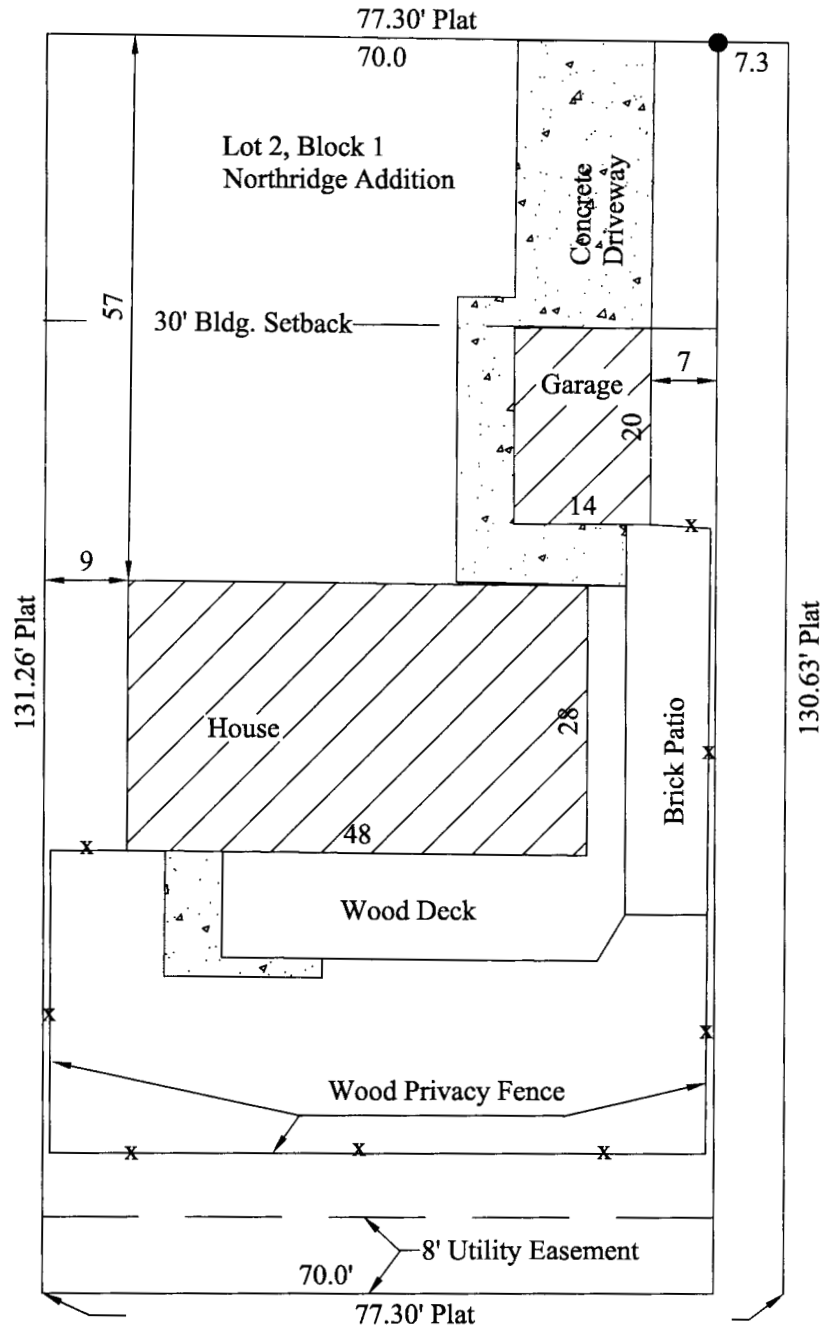 77.30' Plat
70.0
7.3
Lot 2, Block 1
Northridge Addition
Concrete
Driveway
57
30' Bldg. Setback
7
Garage
20
14
x
9
131.26' Plat
130.63' Plat
House
28
Brick Patio
x
48
x
Wood Deck
x
x
Wood Privacy Fence
x
x
x
8' Utility Easement
70.0'
77.30' Plat